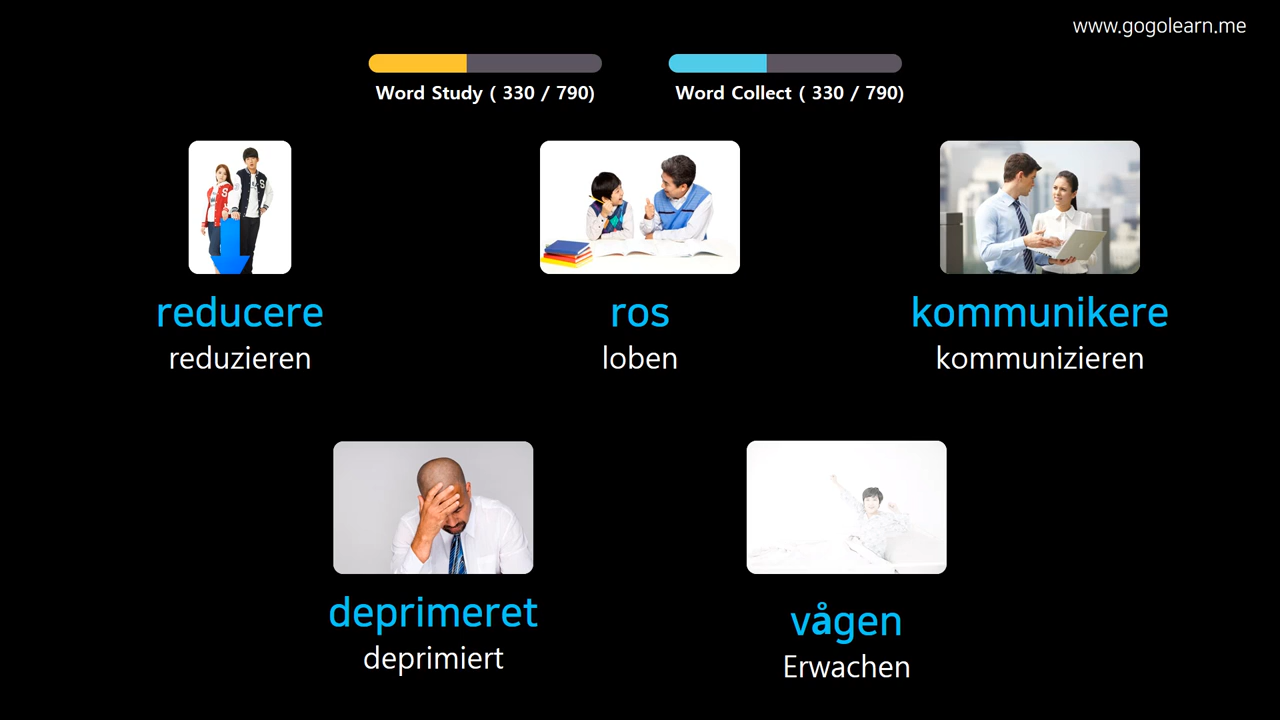 www.gogolearn.me
Word Study ( 330 / 790)
Word Collect ( 330 / 790)
reducere
reduzieren
ros
loben
kommunikere
kommunizieren
deprimeret
deprimiert
vågen
Erwachen